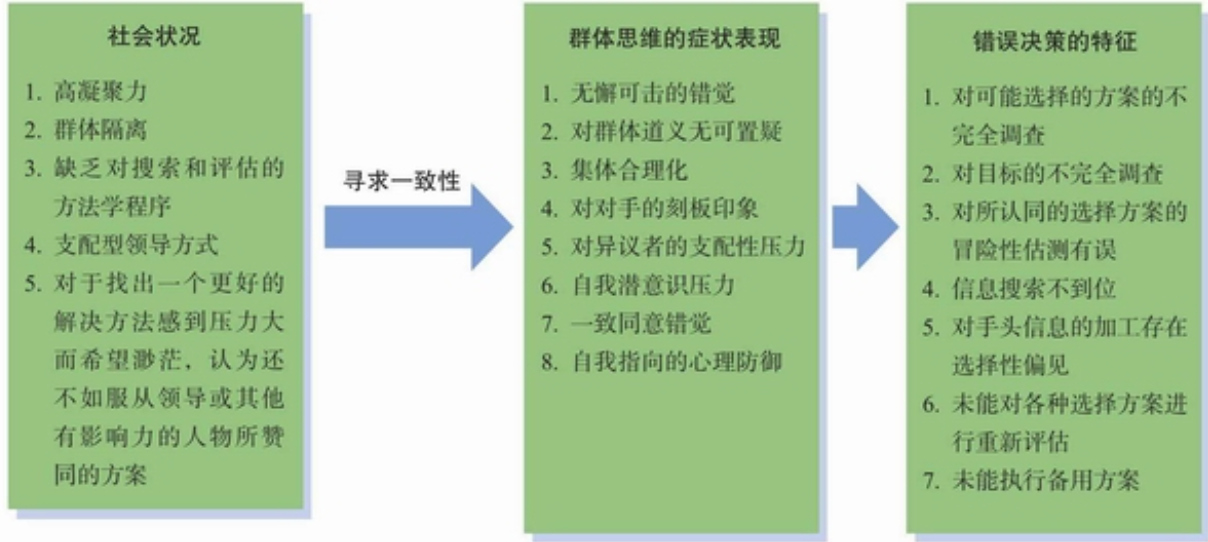 社会状况
1. 高凝聚力
2. 群体隔离
3. 缺乏对搜索和评估的
方法学程序
4. 支配型领导方式
5. 对于找出一个更好的
解决方法感到压力大
而希望渺茫，认为还
不如服从领导或其他
有影响力的人物所赞
同的方案
寻求一致性
群体思维的症状表现
1. 无懈可击的错觉
2. 对群体道义无可置疑
3. 集体合理化
4. 对对手的刻板印象
5. 对异议者的支配性压力
6. 自我潜意识压力
7. 一致同意错觉
8. 自我指向的心理防御
错误决策的特征
1. 对可能选择的方案的不
完全调查
2. 对目标的不完全调查
3. 对所认同的选择方案的
冒险性估测有误
4. 信息搜索不到位
5. 对手头信息的加工存在
选择性偏见
6. 未能对各种选择方案进
行重新评估
7. 未能执行备用方案